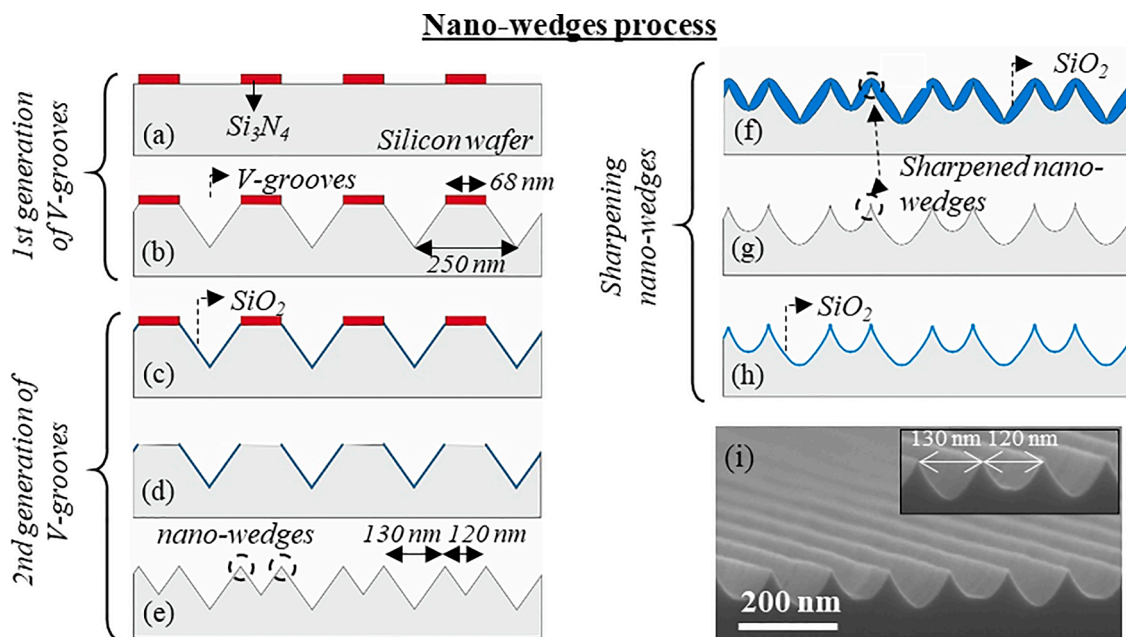 Nano-wedges process
1st generation
of V-grooves
(a)
Si3N4
Silicon wafer
V-grooves
68 nm
(b)
250 nm
2nd generation of
V-grooves
SiO2
(c)
(d)
nano-wedges
130 nm
120 nm
(e)
Sharpening
nano-wedges
SiO2
(f)
Sharpened nano-
wedges
(g)
SiO2
(h)
(i)
130 nm
120 nm
200 nm